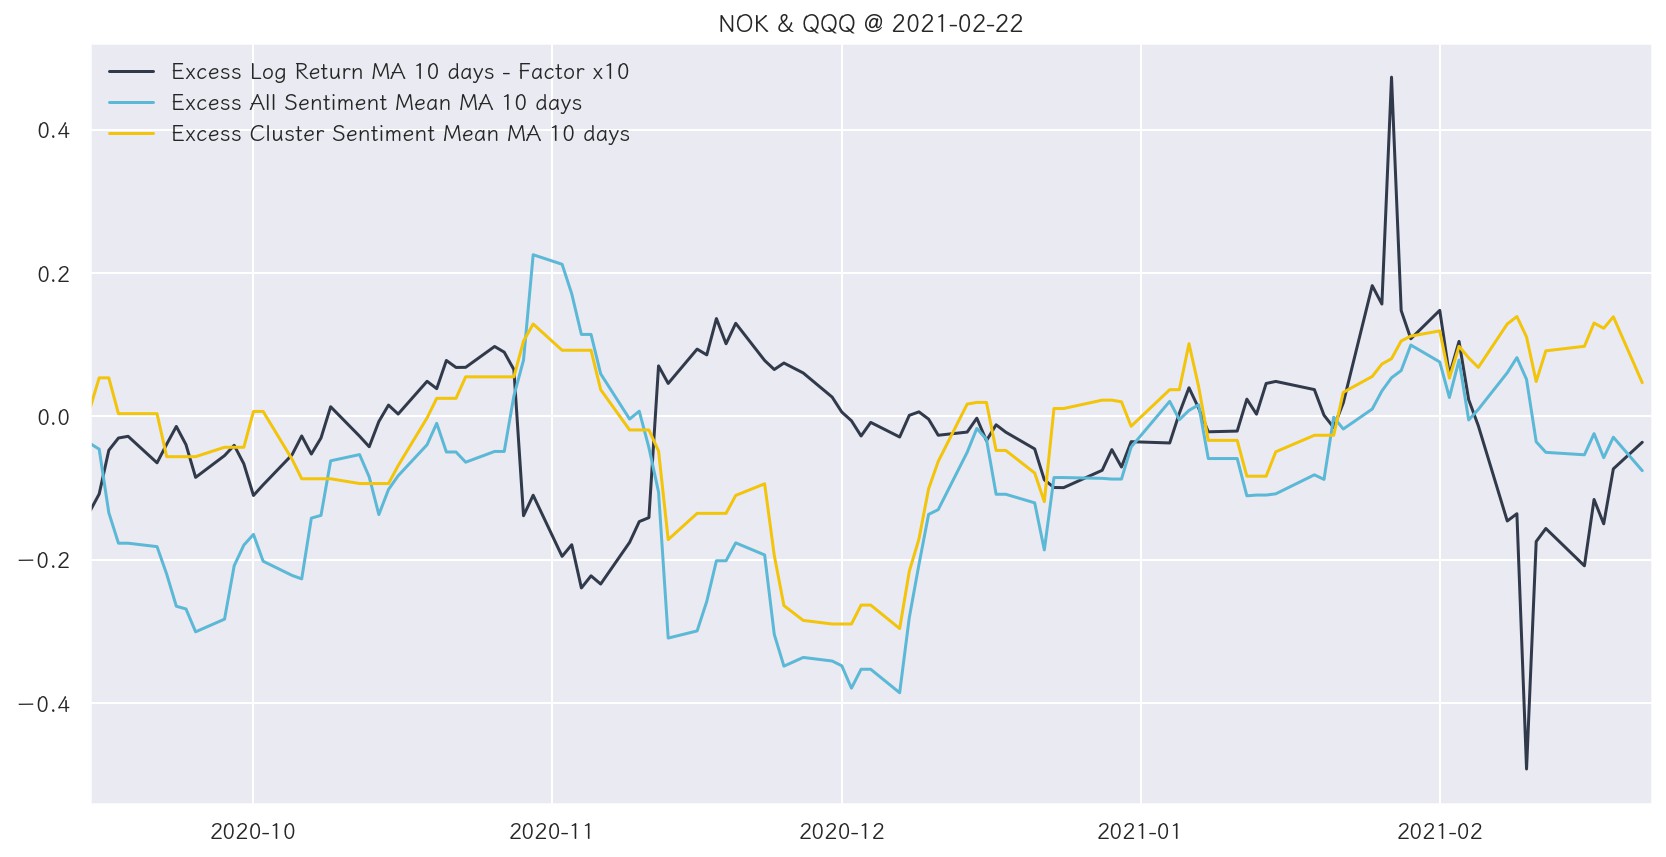 NOK & QQQ @ 2021-02-22
Excess Log Return MA 10 days - Factor x10
Excess All Sentiment Mean MA 10 days
Excess Cluster Sentiment Mean MA 10 days
0.4
0.2
0.0
−0.2
−0.4
2020-10 2020-11 2020-12 2021-01 2021-02